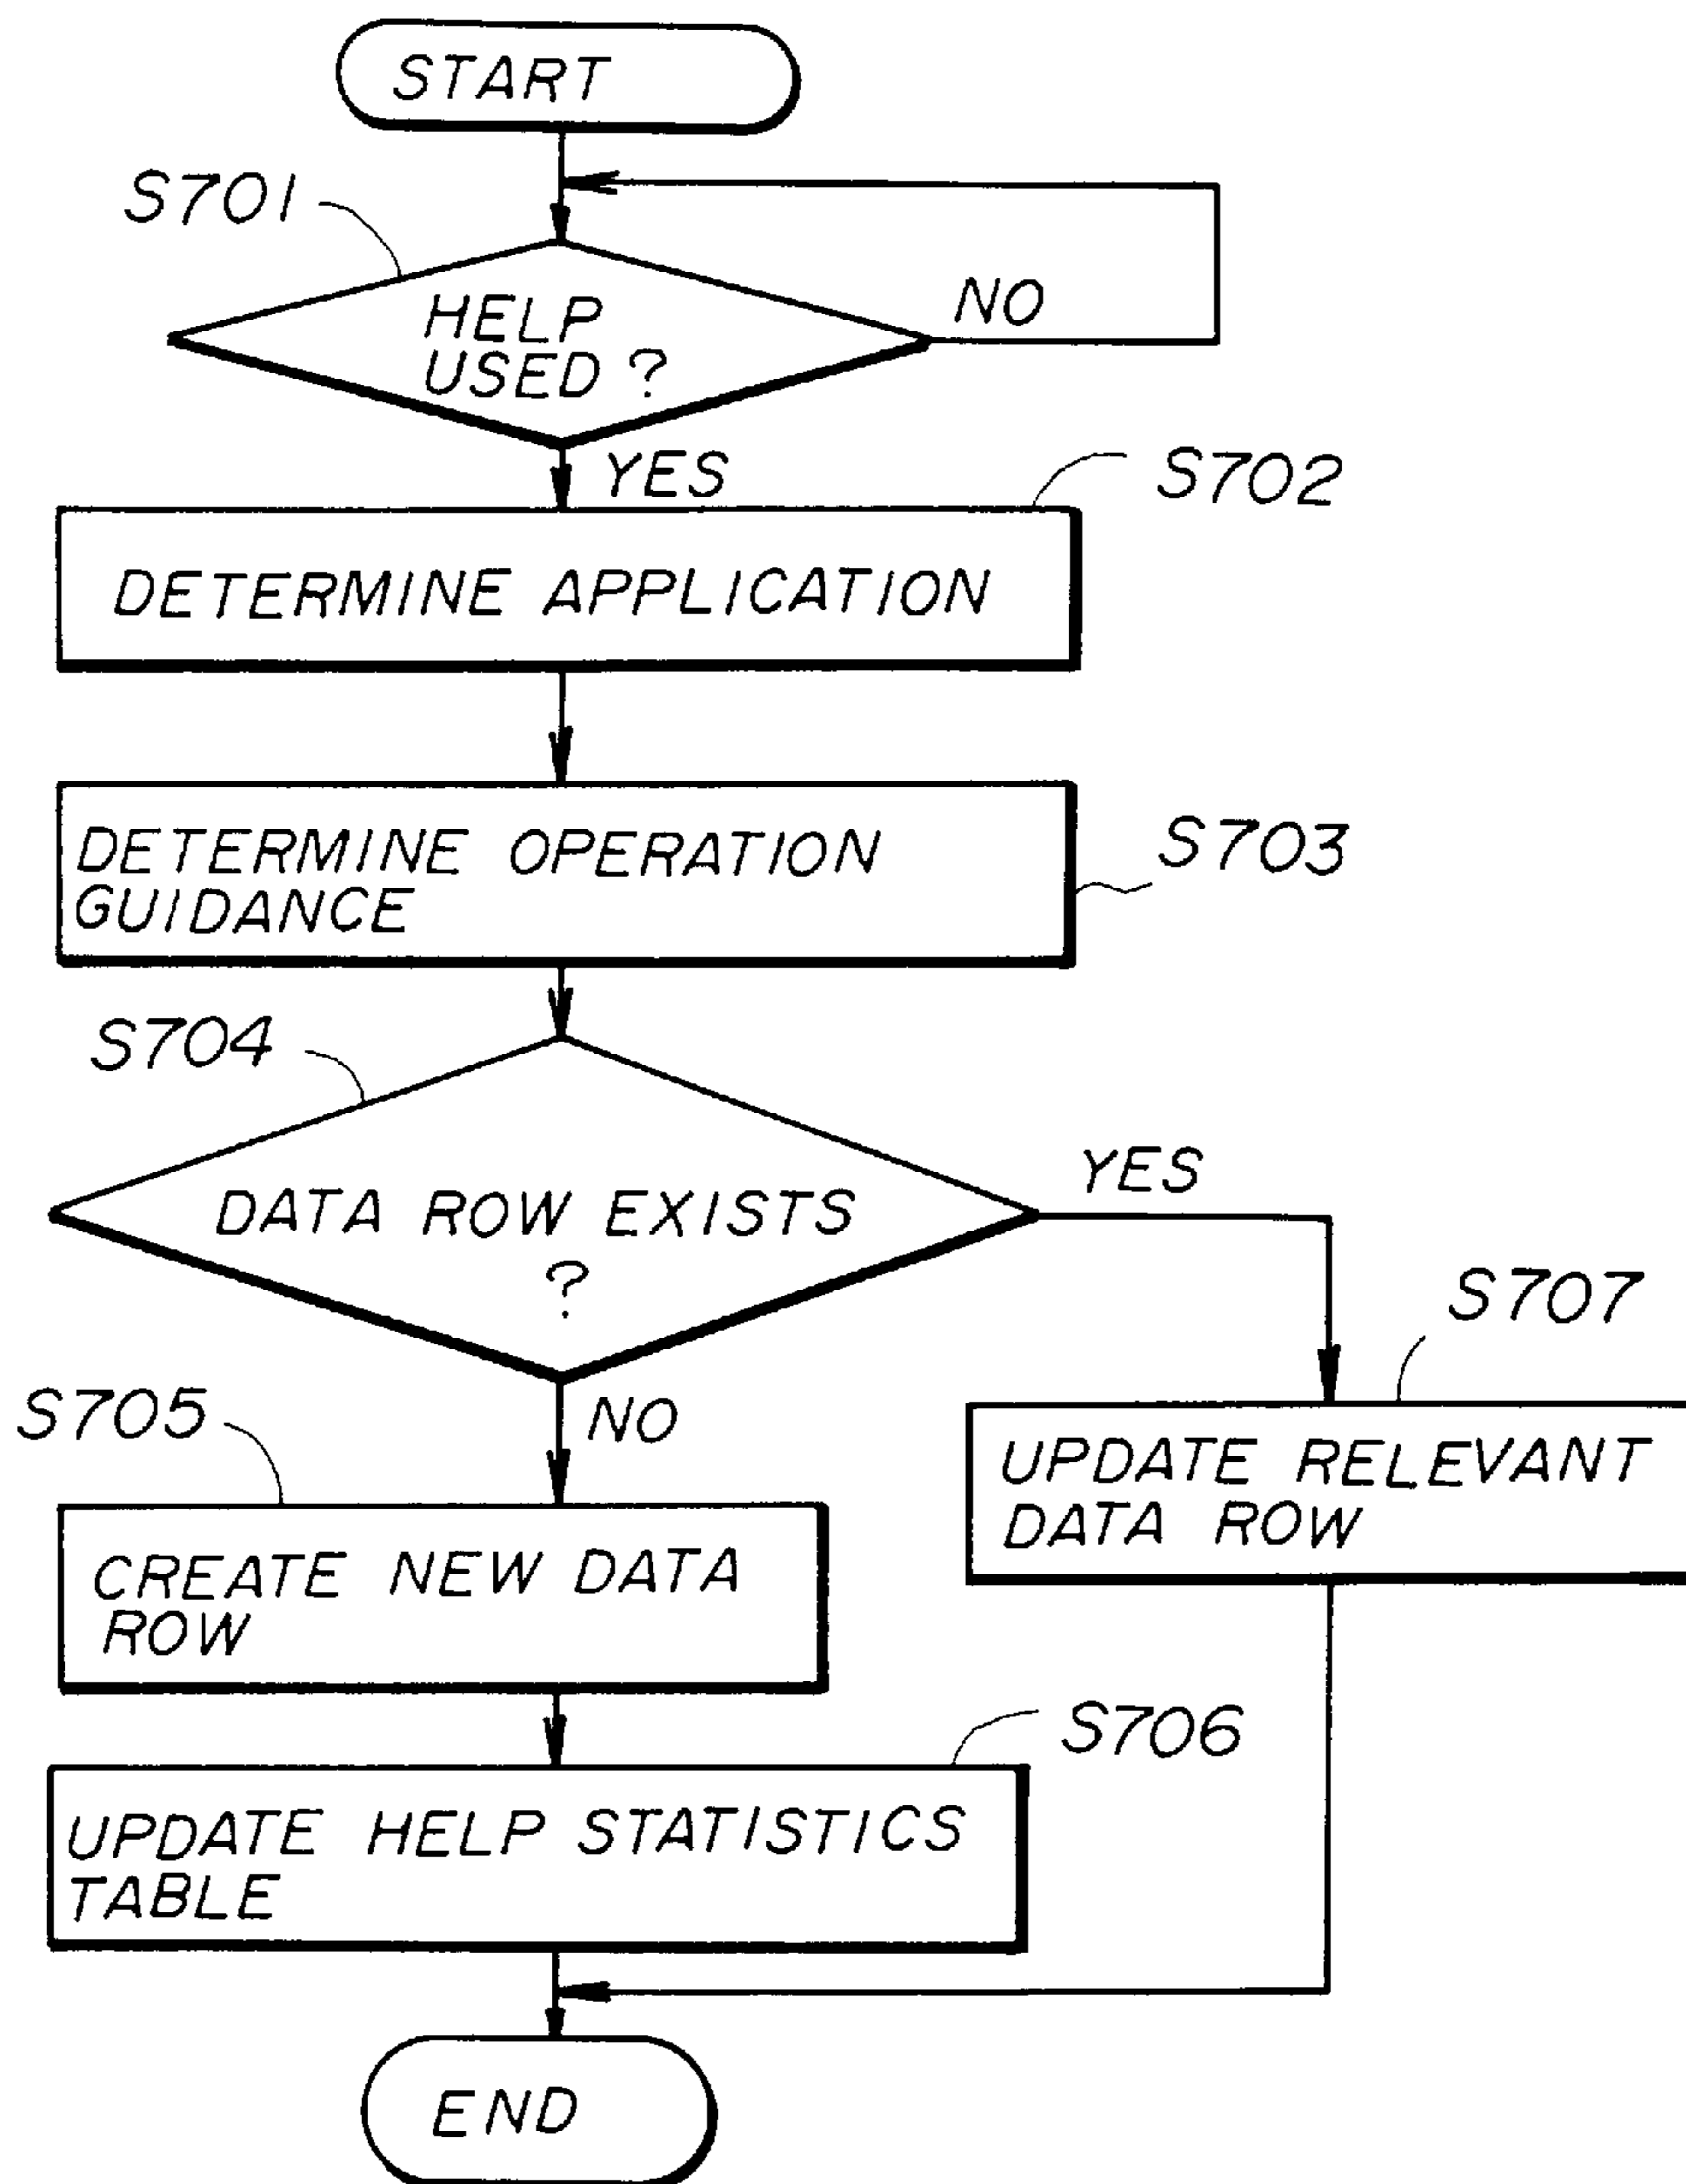 START
S701
HELP
USED ?
NO
YES
S702
DETERMINE APPLICATION
DETERMINE OPERATION
GUIDANCE
S703
S704
DATA ROW EXISTS
?
YES
NO
S705
S707
CREATE NEW DATA
ROW
UPDATE RELEVANT
DATA ROW
S706
UPDATE HELP STATISTICS
TABLE
END